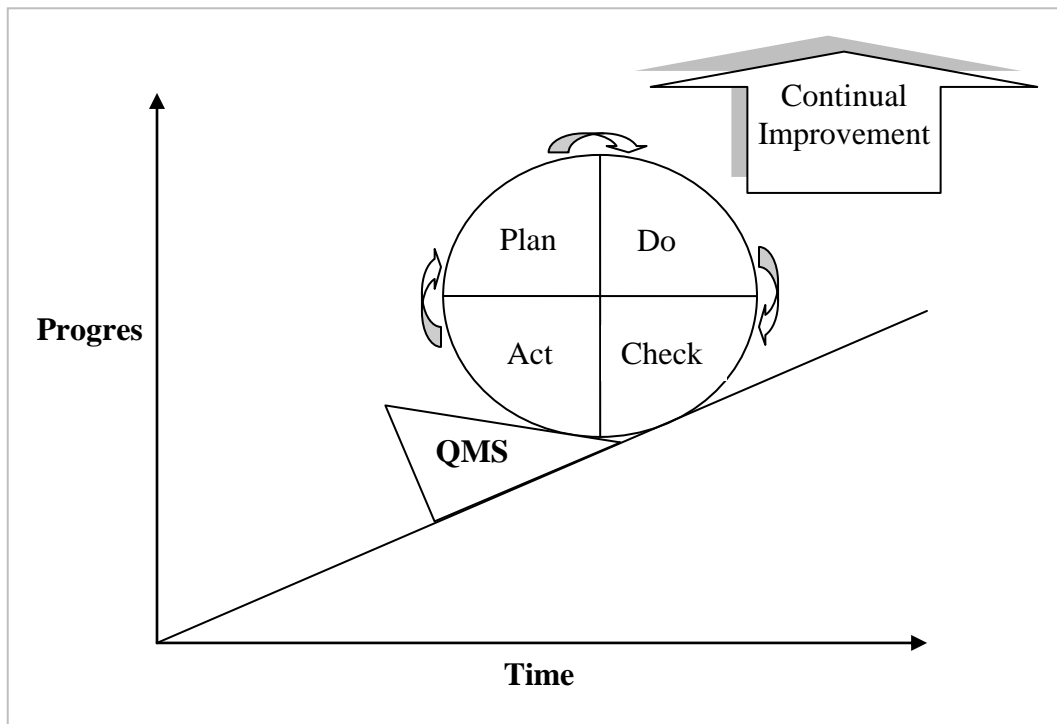 Continual
Improvement
Plan
Do
Progres
Act
Check
QMS
Time